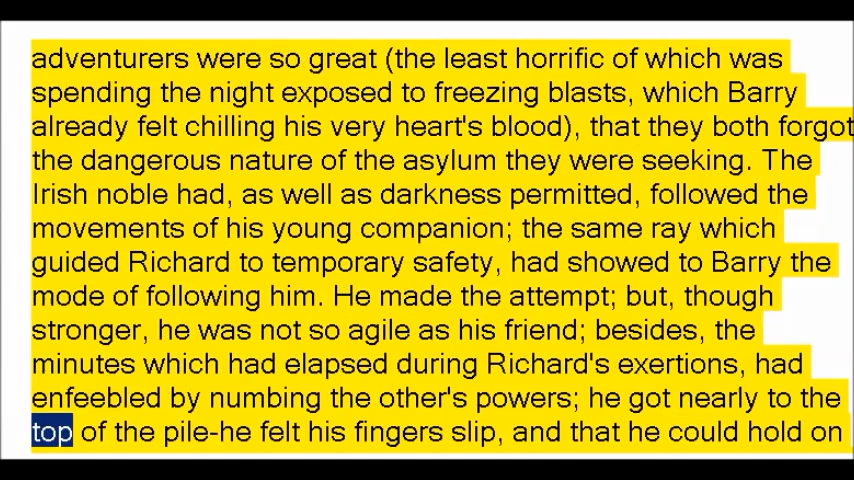 adventurers were so great (the least horrific of which was
spending the night exposed to freezing blasts, which Barry
already felt chilling his very heart's blood), that they both forgot
the dangerous nature of the asylum they were seeking. The
Irish noble had, as well as darkness permitted, followed the
movements of his young companion; the same ray which
guided Richard to temporary safety, had showed to Barry the
mode of following him. He made the attempt; but, though
stronger, he was not so agile as his friend; besides, the
minutes which had elapsed during Richard's exertions, had
enfeebled by numbing the other's powers; he got nearly to the
top of the pile-he felt his fingers slip, and that he could hold on